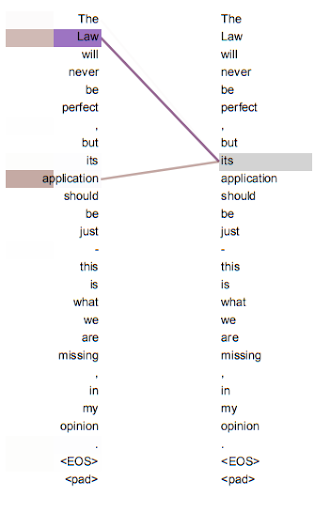 The The
Law Law
will will
never never
be be
perfect perfect
, ,
but but
its its
application application
should should
be be
just just
- -
this this
is is
what what
we we
are are
missing missing
, ,
in in
my my
opinion opinion
. .
<EOS> <EOS>
<pad> <pad>